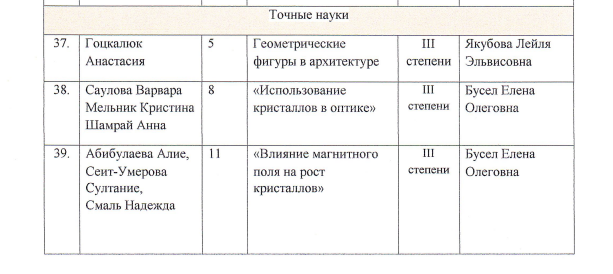 Точные науки
37. Гоцкалюк 5 Геометрические III Якубова Лейля
Анастасия фигуры в архитектуре степени Эльвисовна
38. Саулова Варвара 8 «Использование III Бусел Елена
Мельник Кристина кристаллов в оптике» степени Олеговна
Шамрай Анна
39. Абибулаева Алие, 11 «Влияние магнитного III Бусел Елена
Сеит-Умерова поля на рост степени Олеговна
Султание, кристаллов»
Смаль Надежда